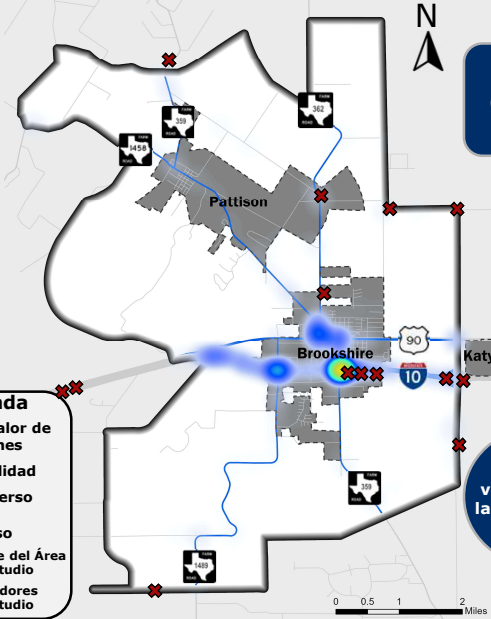 N
FARM
362
ROAD
FARM
359
ROAD
FARM
1458
ROAD
Pattison
90
Brookshire
Katy
INTERSTATE
10
nda
alor de
nes
lidad
erso
so
e del Área
tudio
dores
tudio
v
la
FARM
359
ROAD
FARM
1489
ROAD
0 0.5 1 2
Miles